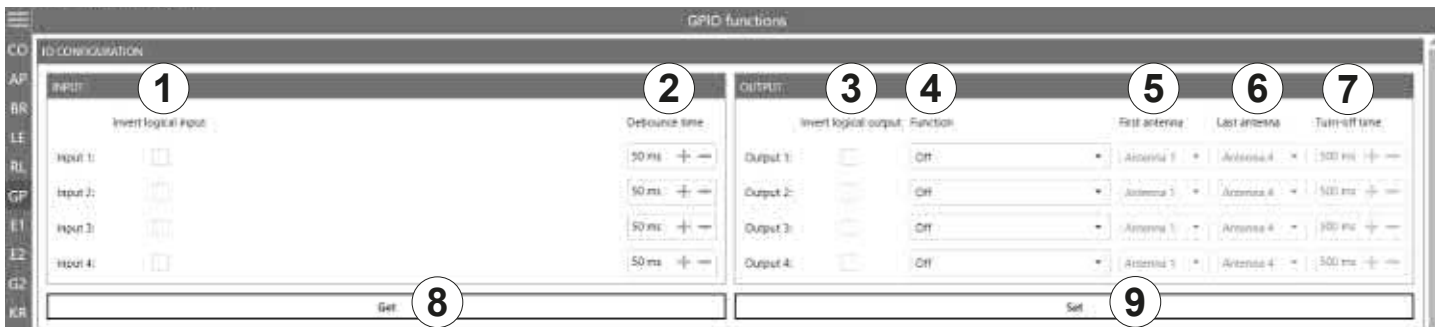 GPIO functions
CO IO CONFIGURATION
AP INPUT 1 2 OUTPUT 3 4 5 6 7
BR
Invert logical input Debounce time Invert logical output Function First antenna Last antenna Turn-off time
LE
Input 1: 50 ms + − Output 1: Off Antenna 1 Antenna 4 500 ms + −
RL
GP Input 2: 50 ms + − Output 2: Off Antenna 1 Antenna 4 500 ms + −
E1 Input 3: 50 ms + − Output 3: Off Antenna 1 Antenna 4 500 ms + −
E2 Input 4: 50 ms + − Output 4: Off Antenna 1 Antenna 4 500 ms + −
G2
KR Get 8 Set 9